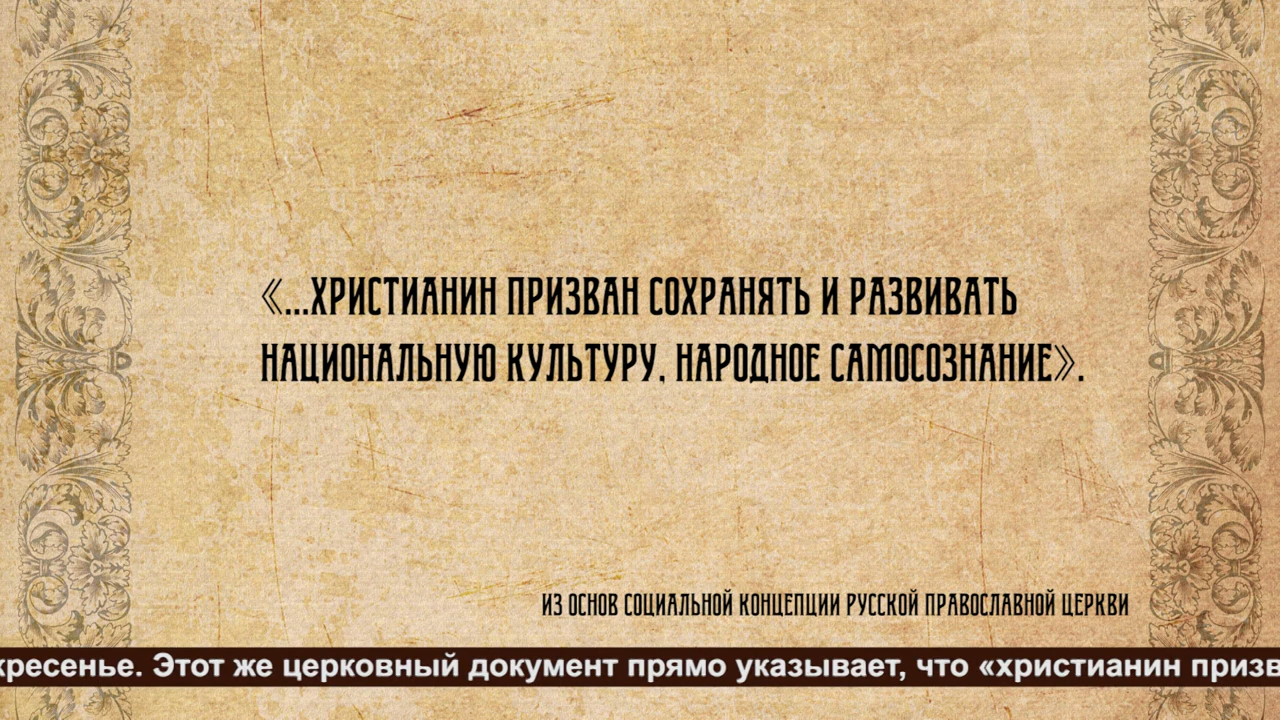 «...ХРИСТИАНИН ПРИЗВАН СОХРАНЯТЬ И РАЗВИВАТЬ
НАЦИОНАЛЬНУЮ КУЛЬТУРУ, НАРОДНОЕ САМОСОЗНАНИЕ».
ИЗ ОСНОВ СОЦИАЛЬНОЙ КОНЦЕПЦИИ РУССКОЙ ПРАВОСЛАВНОЙ ЦЕРКВИ
кресенье. Этот же церковный документ прямо указывает, что «христианин призв